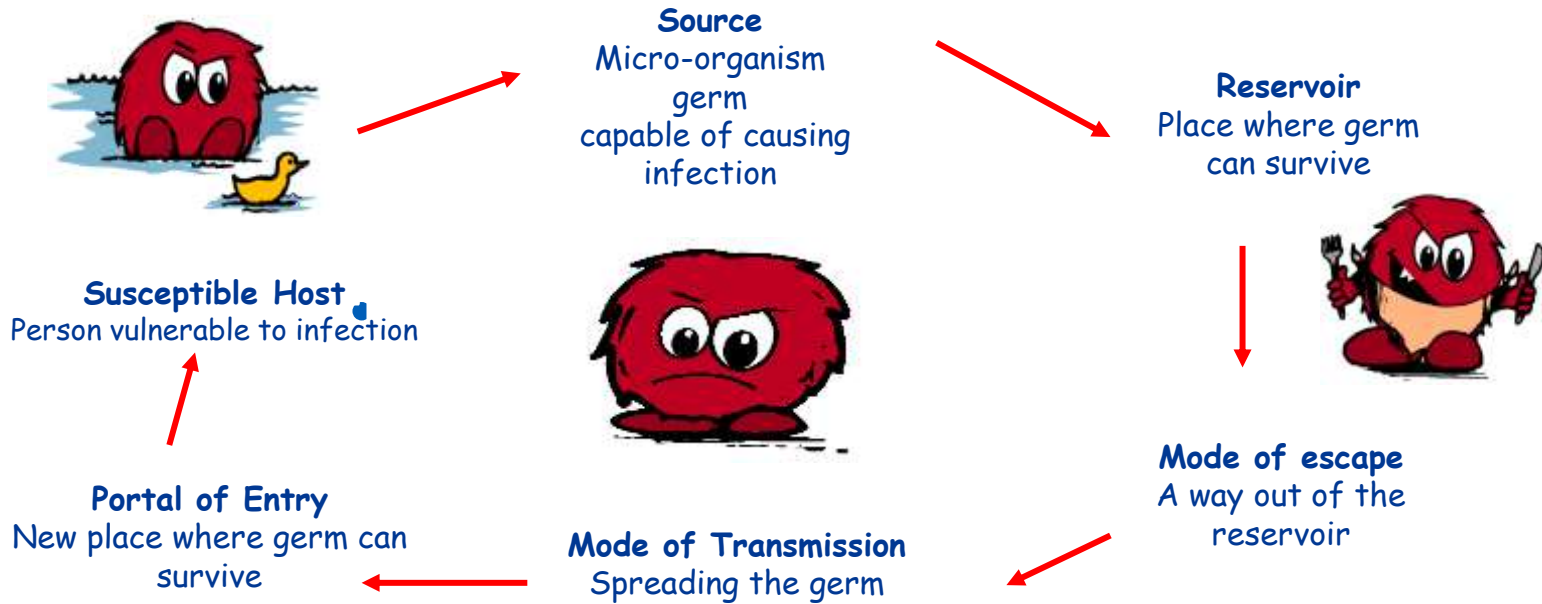 Source
Micro-organism
germ
capable of causing
infection
Reservoir
Place where germ
can survive
Mode of escape
A way out of the
reservoir
Mode of Transmission
Spreading the germ
Portal of Entry
New place where germ can
survive
Susceptible Host
Person vulnerable to infection